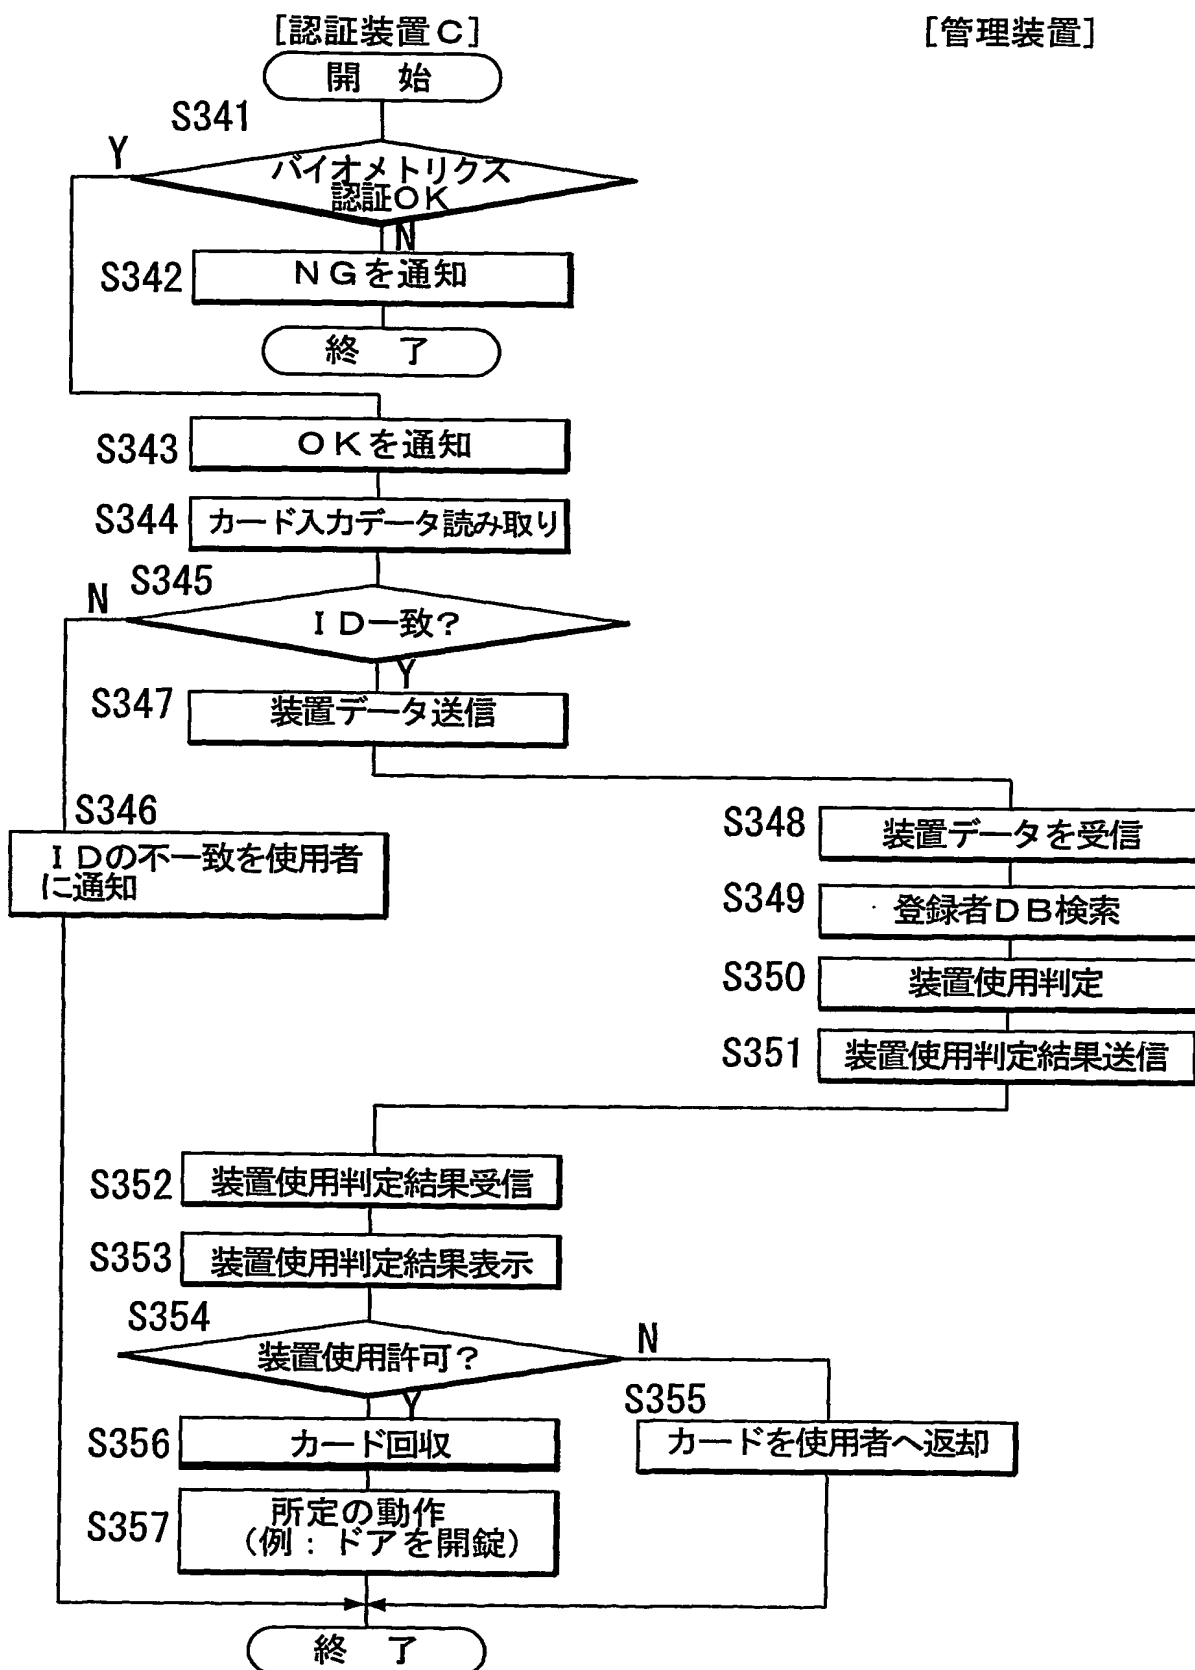 [認証装置C]
[管理装置]
開 始
S341
Y
バイオメトリクス
認証OK
N
S342
NGを通知
終 了
S343
OKを通知
S344
カード入力データ読み取り
S345
N
ID一致?
Y
S347
装置データ送信
S346
IDの不一致を使用者
に通知
S348
装置データを受信
S349
登録者DB検索
S350
装置使用判定
S351
装置使用判定結果送信
S352
装置使用判定結果受信
S353
装置使用判定結果表示
S354
N
装置使用許可?
Y
S355
カードを使用者へ返却
S356
カード回収
S357
所定の動作
(例:ドアを開錠)
終 了